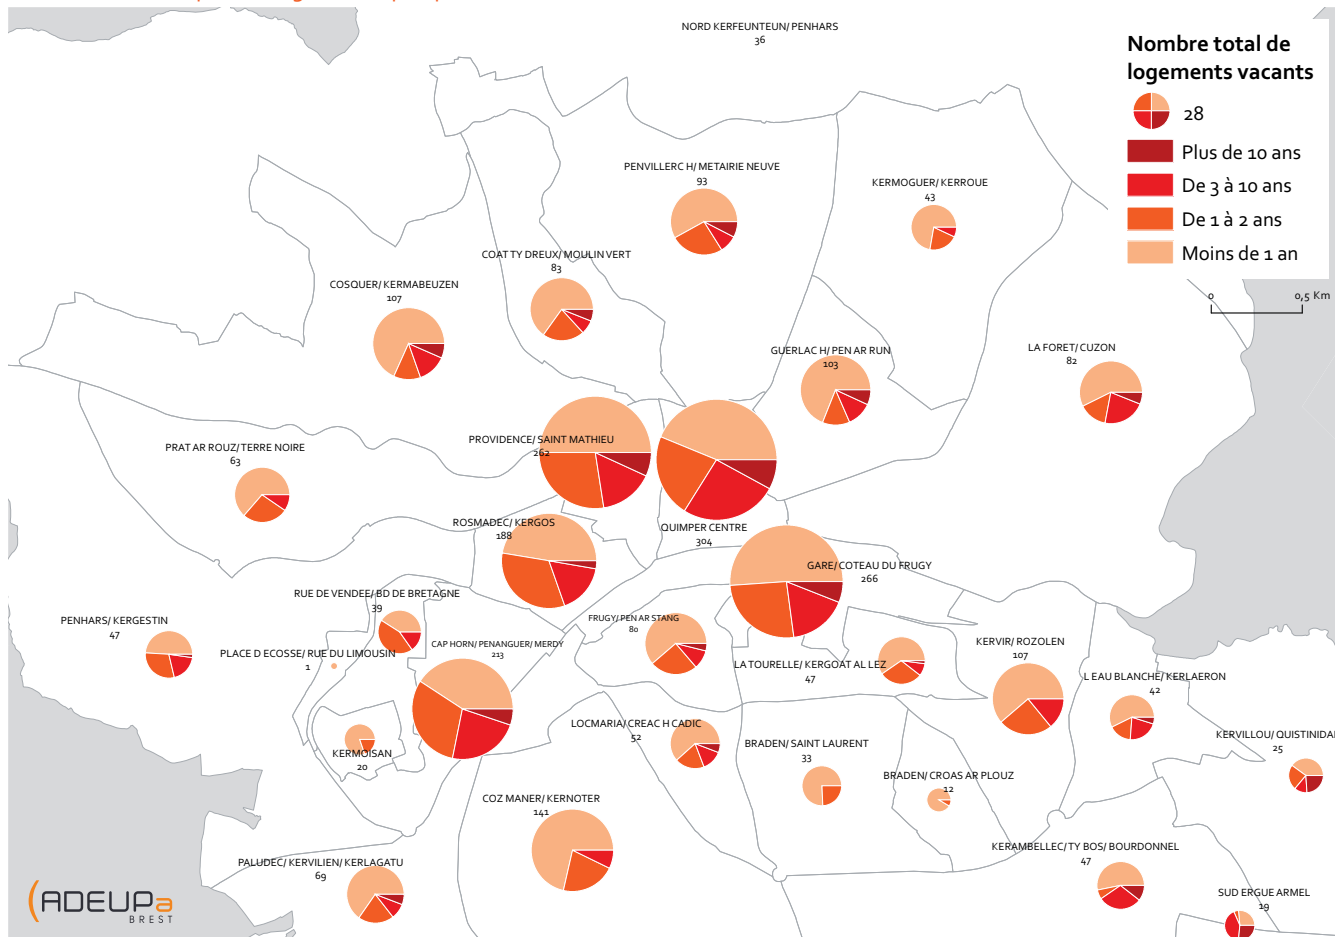 NORD KERFEUNTEUN/ PENHARS
36
Nombre total de
logements vacants
28
Plus de 10 ans
De 3 à 10 ans
De 1 à 2 ans
Moins de 1 an
0 0,5 Km
PENVILLERC H/ METAIRIE NEUVE
93
KERMOGUER/ KERROUE
43
COAT TY DREUX/ MOULIN VERT
83
COSQUER/ KERMABEUZEN
107
GUERLAC H/ PEN AR RUN
103
LA FORET/ CUZON
82
PROVIDENCE/ SAINT MATHIEU
262
PRAT AR ROUZ/ TERRE NOIRE
63
ROSMADEC/ KERGOS
188
QUIMPER CENTRE
304
GARE/ COTEAU DU FRUGY
266
RUE DE VENDEE/ BD DE BRETAGNE
39
PENHARS/ KERGESTIN
47
FRUGY/ PEN AR STANG
80
CAP HORN/ PENANGUER/ MERDY
213
PLACE D ECOSSE/ RUE DU LIMOUSIN
1
LA TOURELLE/ KERGOAT AL LEZ
47
KERVIR/ ROZOLEN
107
L EAU BLANCHE/ KERLAERON
42
LOCMARIA/ CREAC H CADIC
52
KERVILLOU/ QUISTINIDA
25
BRADEN/ SAINT LAURENT
33
KERMOISAN
20
BRADEN/ CROAS AR PLOUZ
12
COZ MANER/ KERNOTER
141
KERAMBELLEC/ TY BOS/ BOURDONNEL
47
PALUDEC/ KERVILIEN/ KERLAGATU
69
SUD ERGUE ARMEL
19
ADEUPa
BREST